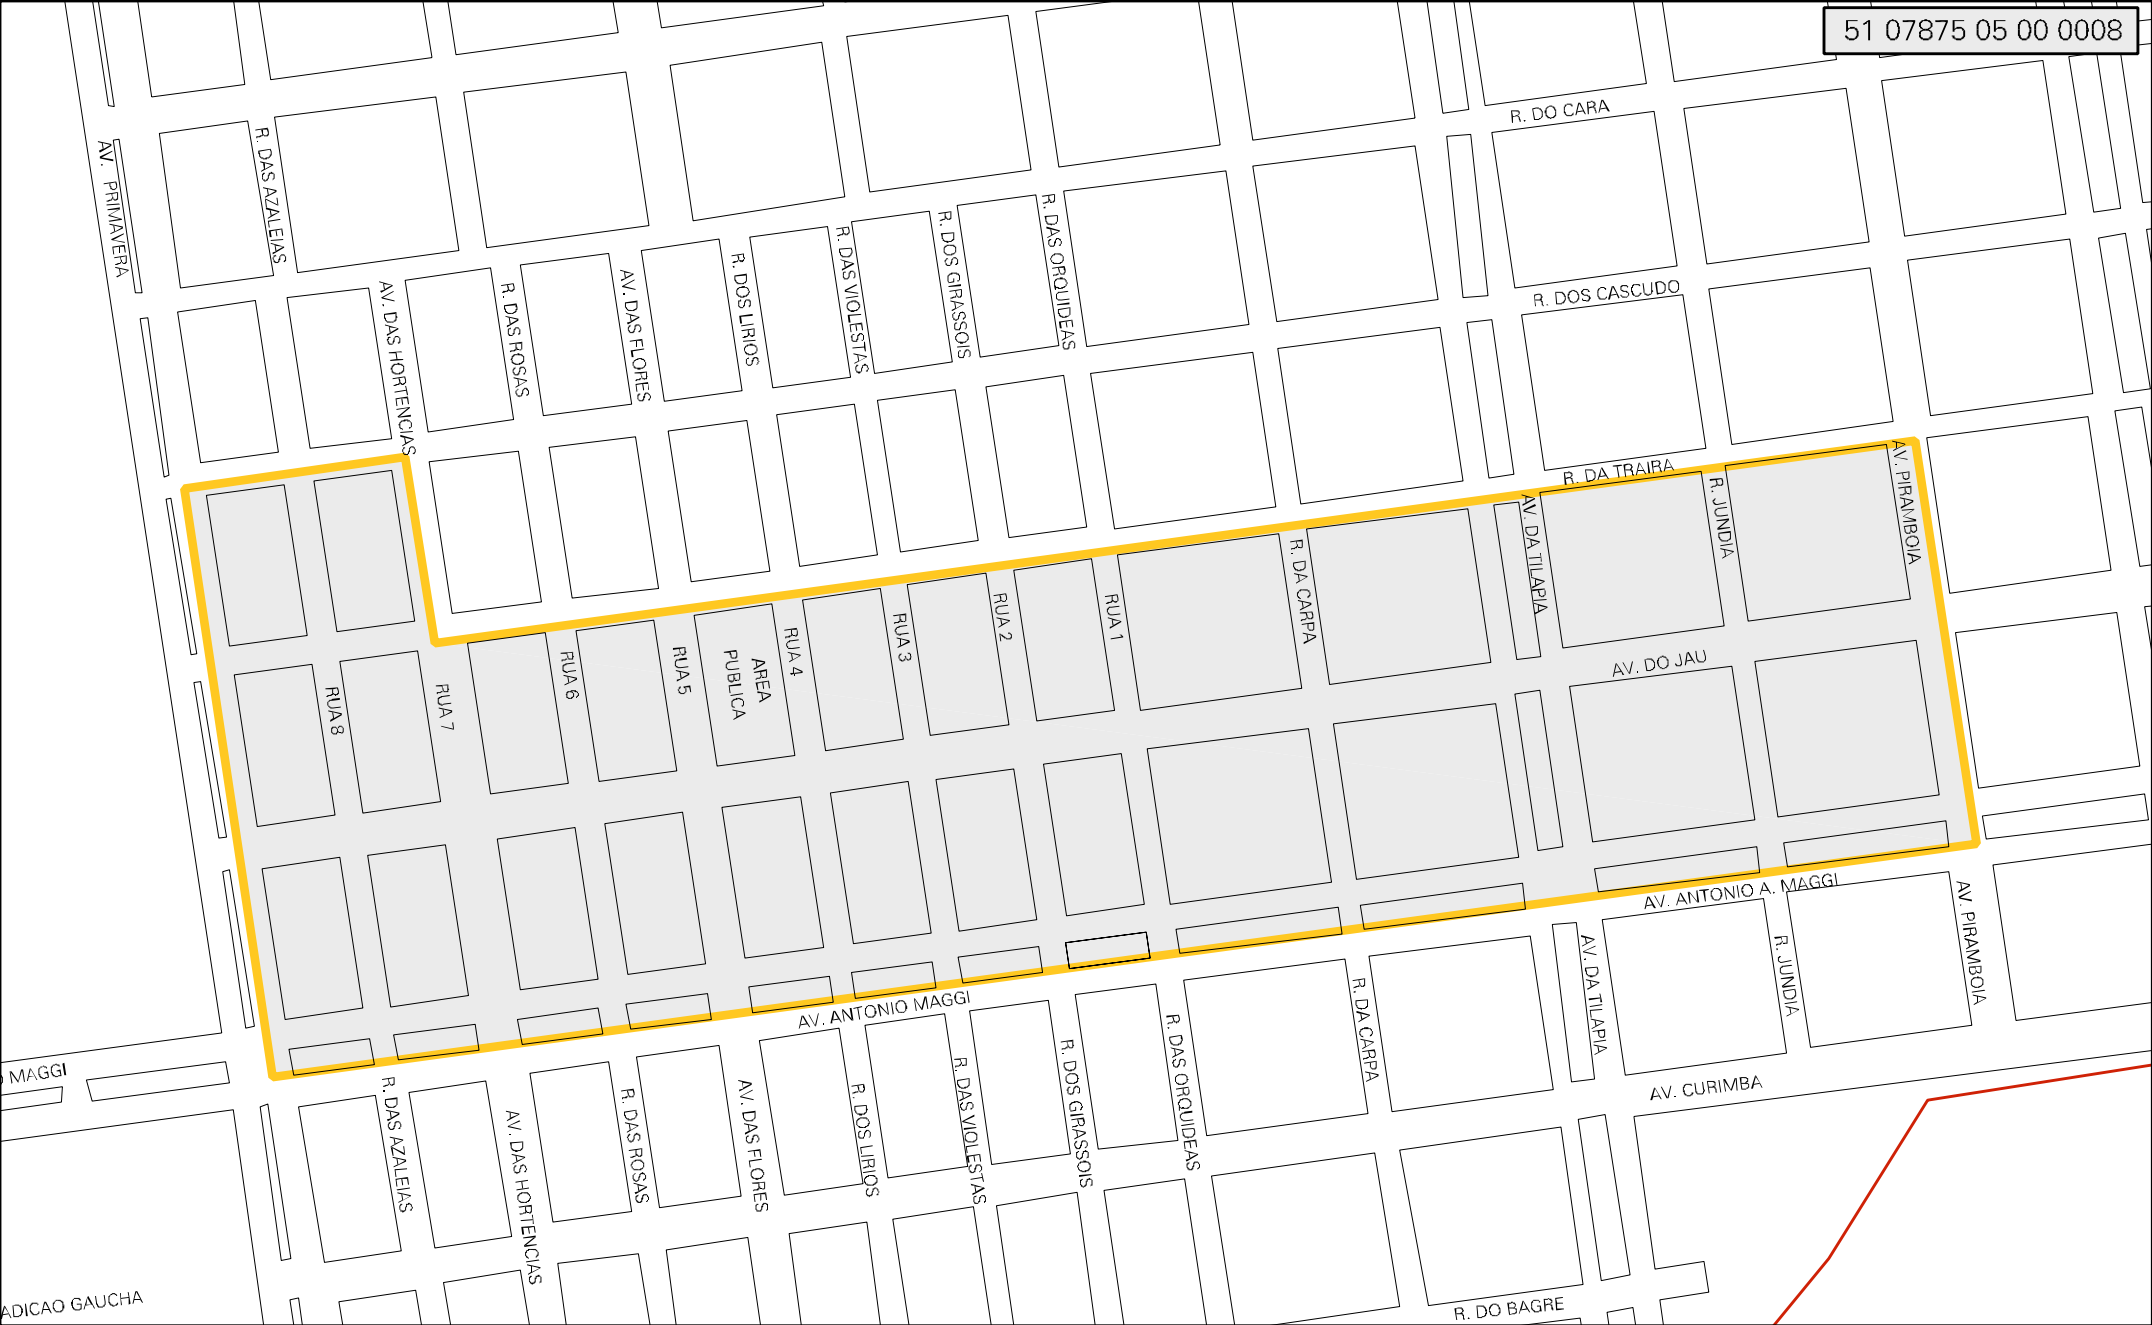 51 07875 05 00 0008
R. DO CARA
AV. PRIMAVERA
R. DAS AZALEIAS
R. DAS ORQUIDEAS
R. DOS GIRASSOIS
R. DAS VIOLESTAS
R. DOS LIRIOS
AV. DAS FLORES
R. DAS ROSAS
AV. DAS HORTENCIAS
R. DOS CASCUDO
R. DA TRAIRA
AV. PIRAMBOIA
R. JUNDIA
AV. DA TILAPIA
R. DA CARPA
RUA 1
RUA 2
RUA 3
RUA 4
AREA
PUBLICA
RUA 5
RUA 6
RUA 7
RUA 8
AV. DO JAU
AV. ANTONIO A. MAGGI
AV. PIRAMBOIA
R. JUNDIA
AV. DA TILAPIA
R. DA CARPA
AV. ANTONIO MAGGI
R. DAS ORQUIDEAS
R. DOS GIRASSOIS
R. DAS VIOLESTAS
R. DOS LIRIOS
AV. DAS FLORES
R. DAS ROSAS
AV. DAS HORTENCIAS
R. DAS AZALEIAS
O MAGGI
AV. CURIMBA
ADICAO GAUCHA
R. DO BAGRE